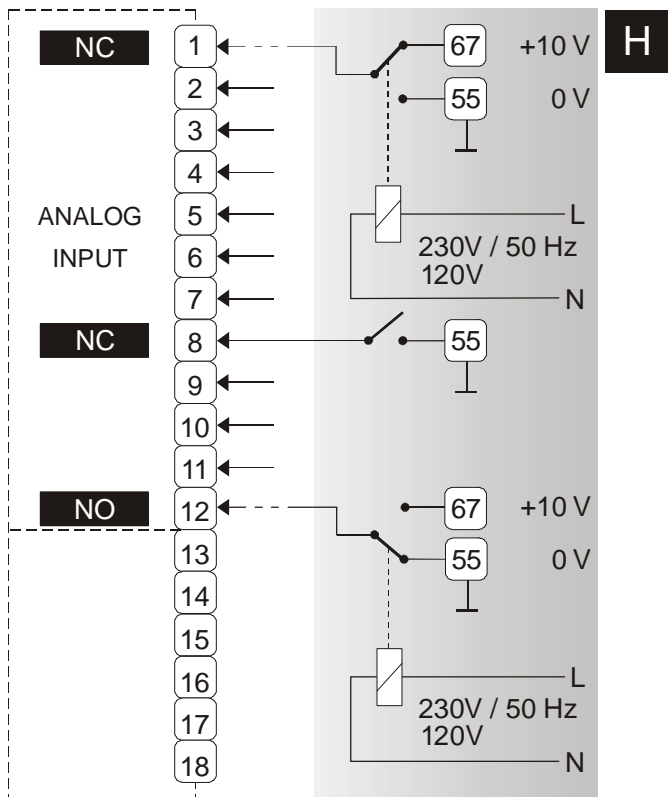 NC 1 67 +10 V H
2 55 0 V
3
4
ANALOG 5 L
INPUT 6 230V / 50 Hz
120V
7 N
NC 8 55
9
10
11
NO 12 67 +10 V
13 55 0 V
14
15
16 L
17 230V / 50 Hz
120V
18 N